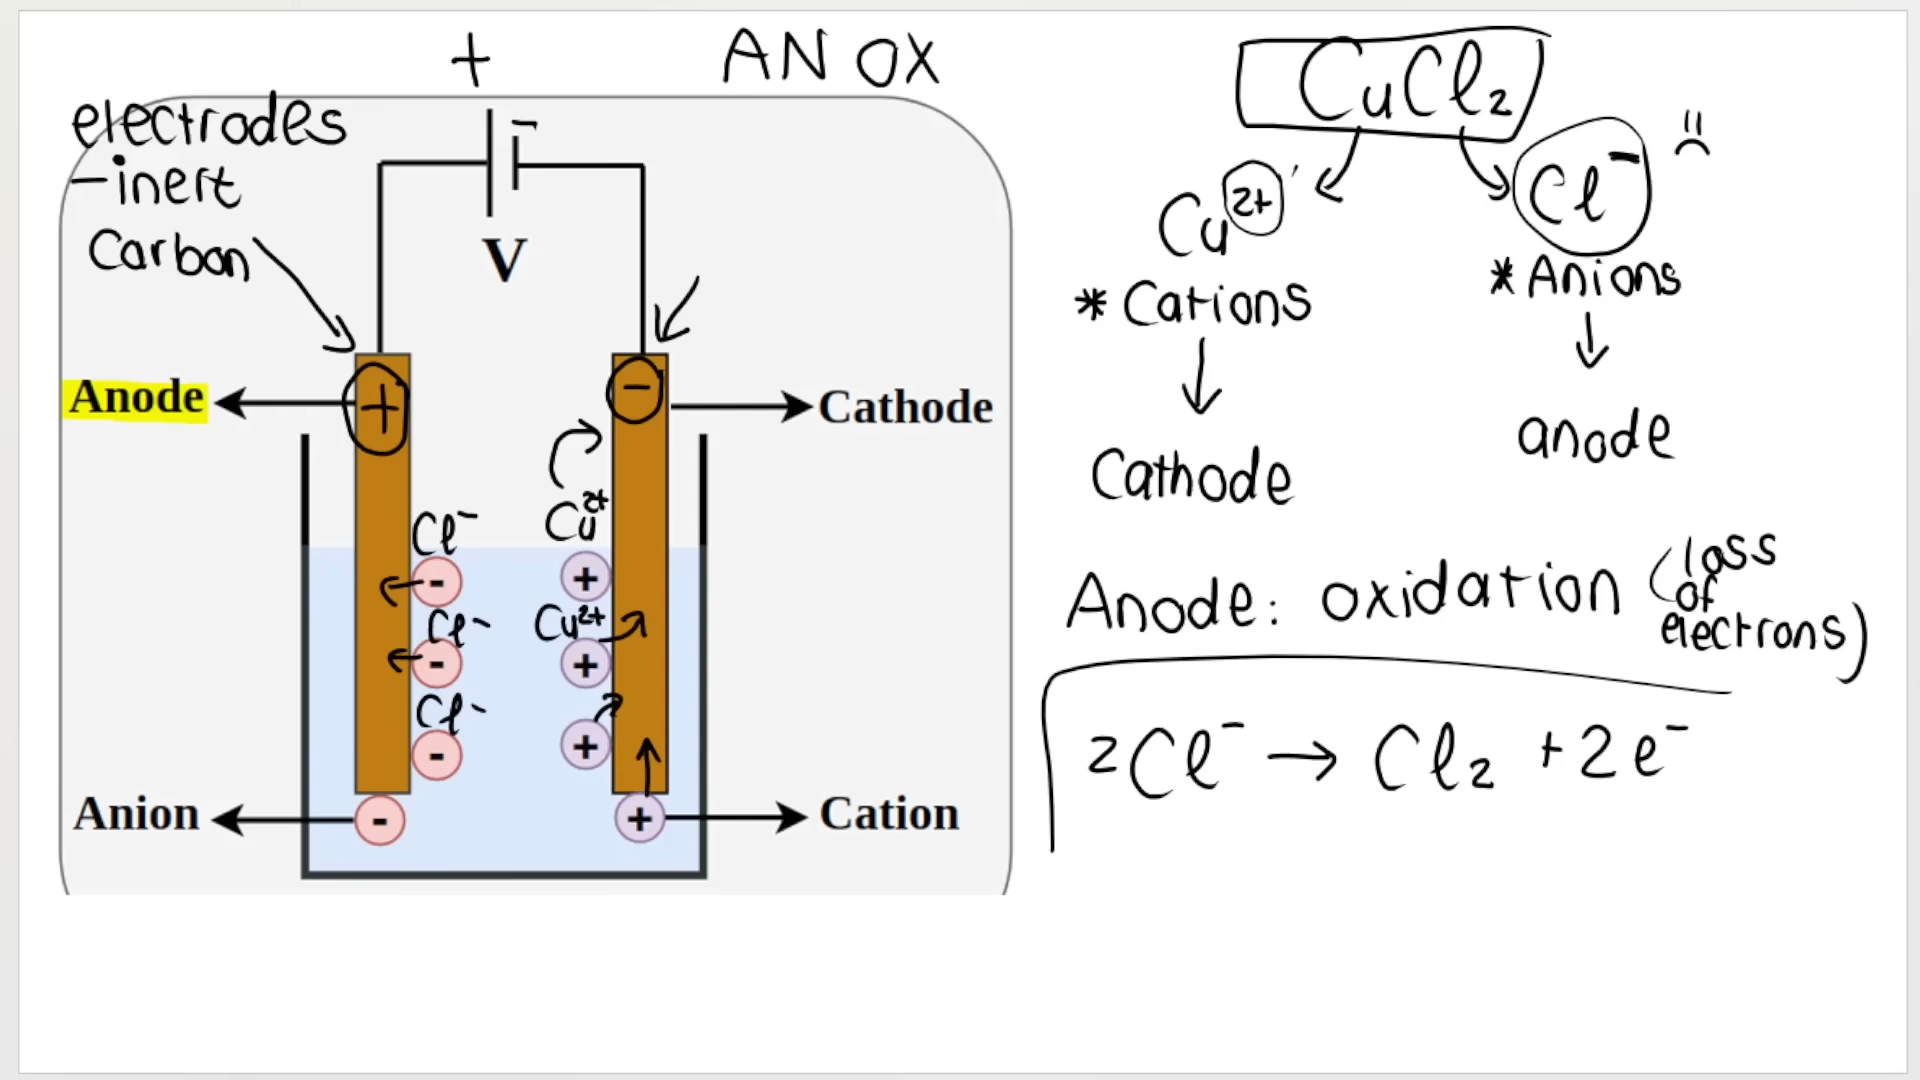 +
AN OX
electrodes
-inert
Carbon
-
V
Anode
+
-
Cathode
Cl⁻
Cu²⁺
-
+
Cl⁻
Cu²⁺
-
+
Cl⁻
-
+
Anion
-
+
Cation
CuCl₂
Cu²⁺
Cl⁻
*Cations
*Anions
Cathode
anode
Anode: oxidation (loss
of
electrons)
2Cl⁻ → Cl₂ + 2e⁻